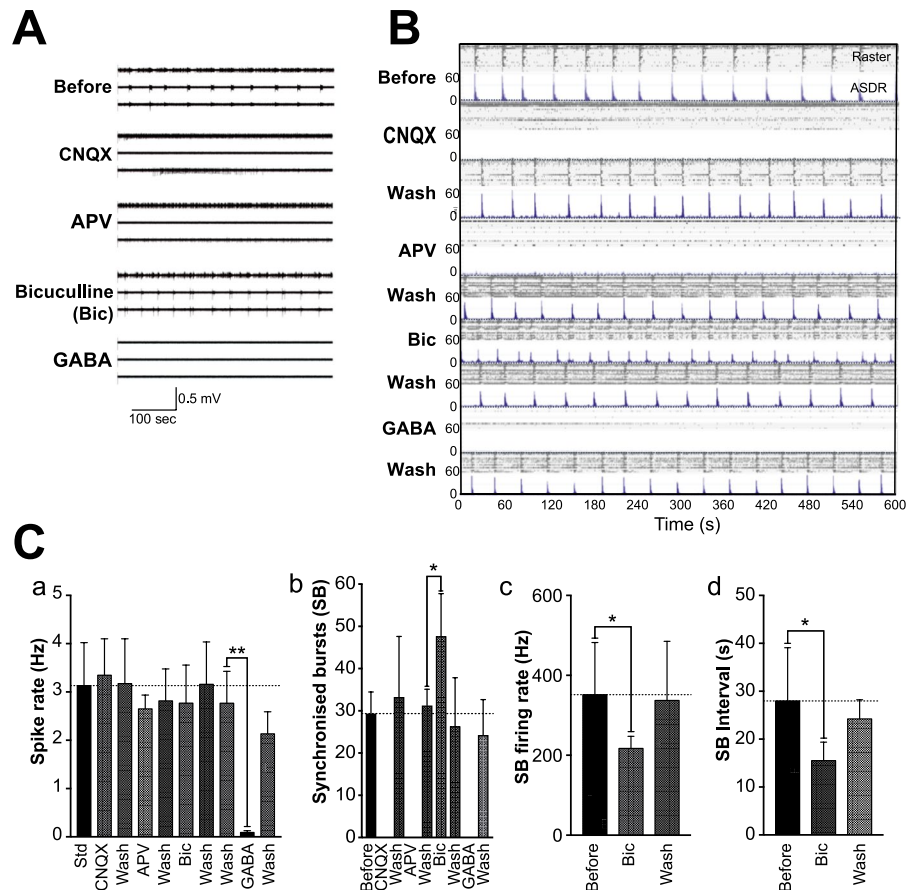 A
Before
CNQX
APV
Bicuculline
(Bic)
GABA
0.5 mV
100 sec
B
Before
CNQX
Wash
APV
Wash
Bic
Wash
GABA
Wash
Raster
ASDR
60
0
60
0
60
0
60
0
60
0
60
0
60
0
60
0
60
0
0 60 120 180 240 300 360 420 480 540 600
Time (s)
C
a
Spike rate (Hz)
5
4
3
2
1
0
**
Std CNQX Wash APV Wash Bic Wash Wash GABA Wash
b
Synchronised bursts (SB)
60
50
40
30
20
10
0
*
Before CNQX Wash APV Wash Bic Wash GABA Wash
c
SB firing rate (Hz)
600
400
200
0
*
Before Bic Wash
d
SB Interval (s)
50
40
30
20
10
0
*
Before Bic Wash